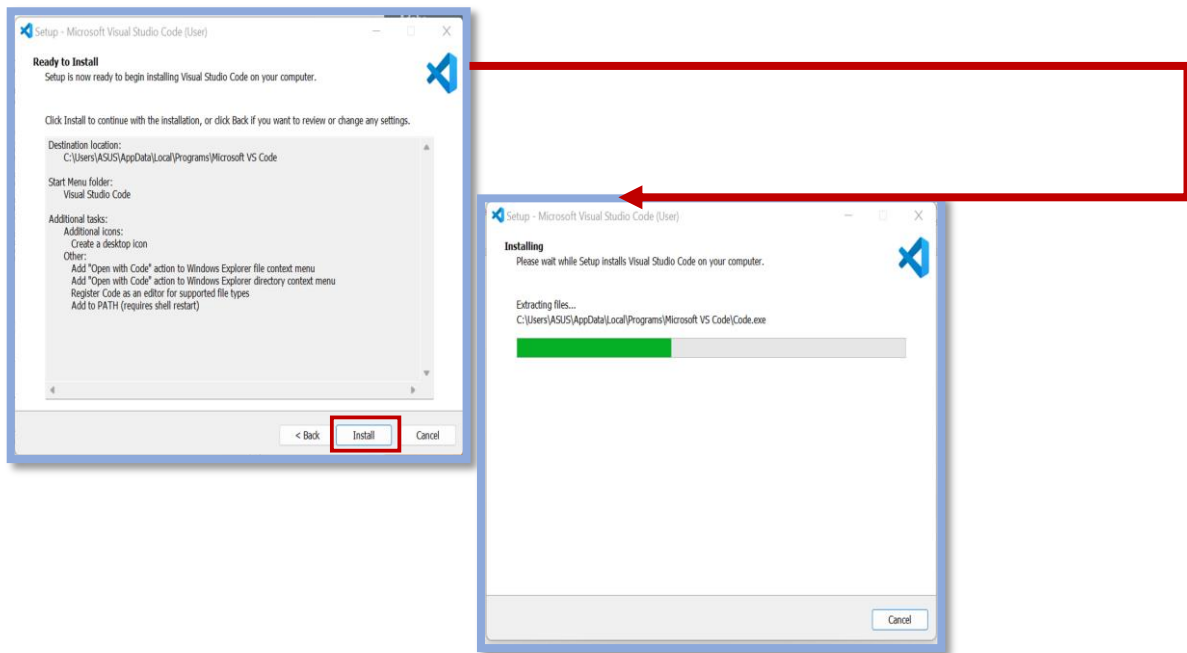 Setup - Microsoft Visual Studio Code (User)
Ready to Install
Setup is now ready to begin installing Visual Studio Code on your computer.
Click Install to continue with the installation, or click Back if you want to review or change any settings.
Destination location:
C:\Users\ASUS\AppData\Local\Programs\Microsoft VS Code
Start Menu folder:
Visual Studio Code
Additional tasks:
Additional icons:
Create a desktop icon
Other:
Add "Open with Code" action to Windows Explorer file context menu
Add "Open with Code" action to Windows Explorer directory context menu
Register Code as an editor for supported file types
Add to PATH (requires shell restart)
< Back
Install
Cancel
Setup - Microsoft Visual Studio Code (User)
Installing
Please wait while Setup installs Visual Studio Code on your computer.
Extracting files...
C:\Users\ASUS\AppData\Local\Programs\Microsoft VS Code\Code.exe
Cancel